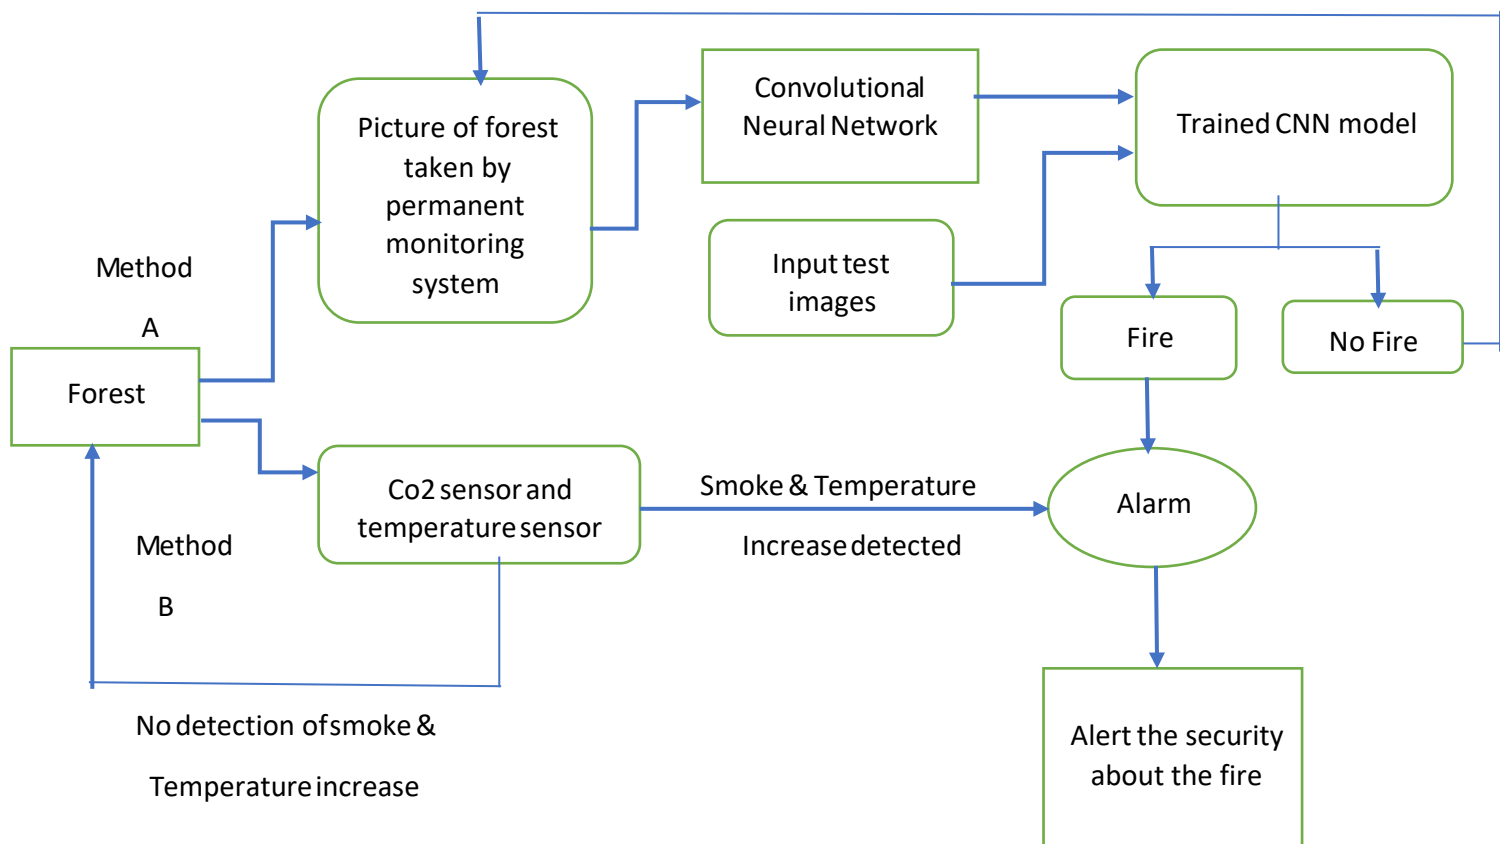 Picture of forest
taken by
permanent
monitoring
system
Convolutional
Neural Network
Trained CNN model
Input test
images
Method
A
Fire
No Fire
Forest
Co2 sensor and
temperature sensor
Smoke & Temperature
Increase detected
Alarm
Method
B
No detection of smoke &
Temperature increase
Alert the security
about the fire